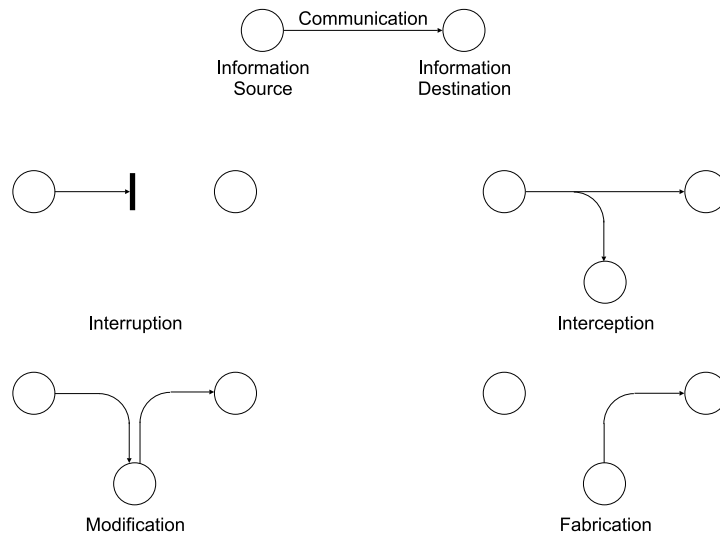 Communication
Information
Source
Information
Destination
Interruption
Interception
Modification
Fabrication